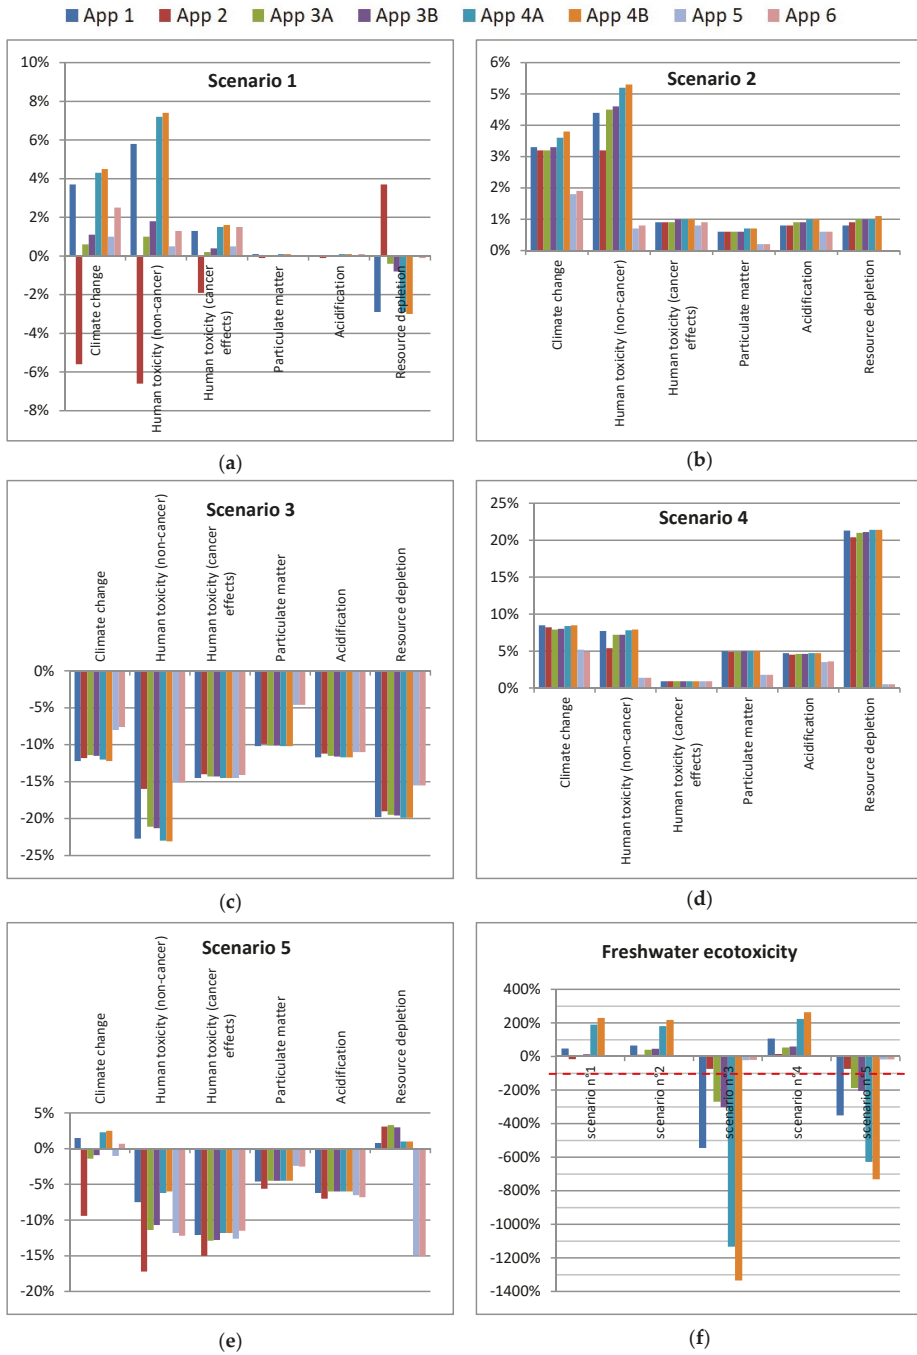 App 1 App 2 App 3A App 3B App 4A App 4B App 5 App 6
Scenario 1
10%
8%
6%
4%
2%
0%
-2%
-4%
-6%
-8%
Climate change
Human toxicity (non-cancer)
Human toxicity (cancer
effects)
Particulate matter
Acidification
Resource depletion
(a)
Scenario 2
6%
5%
4%
3%
2%
1%
0%
Climate change
Human toxicity (non-cancer)
Human toxicity (cancer
effects)
Particulate matter
Acidification
Resource depletion
(b)
Scenario 3
Climate change
Human toxicity (non-cancer)
Human toxicity (cancer
effects)
Particulate matter
Acidification
Resource depletion
0%
-5%
-10%
-15%
-20%
-25%
(c)
Scenario 4
25%
20%
15%
10%
5%
0%
Climate change
Human toxicity (non-cancer)
Human toxicity (cancer
effects)
Particulate matter
Acidification
Resource depletion
(d)
Scenario 5
Climate change
Human toxicity (non-cancer)
Human toxicity (cancer
effects)
Particulate matter
Acidification
Resource depletion
5%
0%
-5%
-10%
-15%
-20%
(e)
Freshwater ecotoxicity
400%
200%
0%
-200%
-400%
-600%
-800%
-1000%
-1200%
-1400%
scenario n°1
scenario n°2
scenario n°3
scenario n°4
scenario n°5
(f)